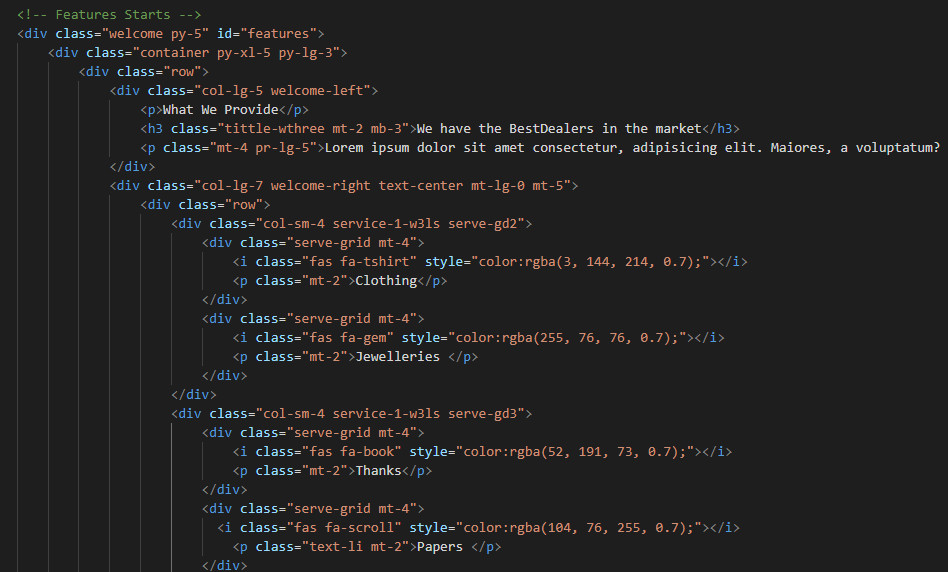 <!-- Features Starts -->
<div class="welcome py-5" id="features">
<div class="container py-xl-5 py-lg-3">
<div class="row">
<div class="col-lg-5 welcome-left">
<p>What We Provide</p>
<h3 class="tittle-wthree mt-2 mb-3">We have the BestDealers in the market</h3>
<p class="mt-4 pr-lg-5">Lorem ipsum dolor sit amet consectetur, adipisicing elit. Maiores, a voluptatum?
</div>
<div class="col-lg-7 welcome-right text-center mt-lg-0 mt-5">
<div class="row">
<div class="col-sm-4 service-1-w3ls serve-gd2">
<div class="serve-grid mt-4">
<i class="fas fa-tshirt" style="color:rgba(3, 144, 214, 0.7);"></i>
<p class="mt-2">Clothing</p>
</div>
<div class="serve-grid mt-4">
<i class="fas fa-gem" style="color:rgba(255, 76, 76, 0.7);"></i>
<p class="mt-2">Jewelleries </p>
</div>
</div>
<div class="col-sm-4 service-1-w3ls serve-gd3">
<div class="serve-grid mt-4">
<i class="fas fa-book" style="color:rgba(52, 191, 73, 0.7);"></i>
<p class="mt-2">Thanks</p>
</div>
<div class="serve-grid mt-4">
<i class="fas fa-scroll" style="color:rgba(104, 76, 255, 0.7);"></i>
<p class="text-li mt-2">Papers </p>
</div>